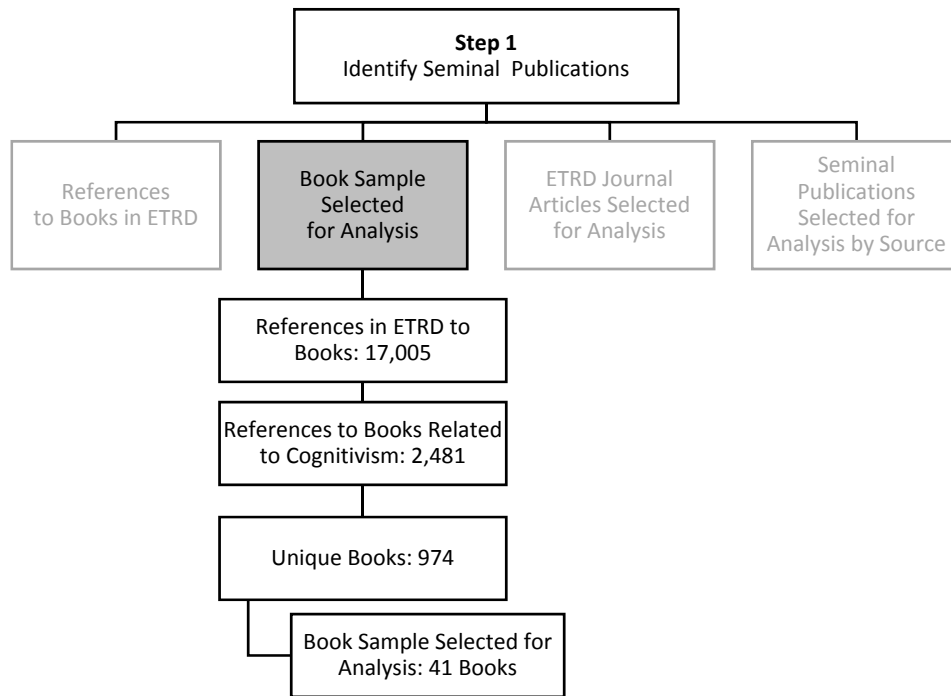 Step 1
Identify Seminal Publications
References
to Books in ETRD
Book Sample
Selected
for Analysis
ETRD Journal
Articles Selected
for Analysis
Seminal
Publications
Selected for
Analysis by Source
References in ETRD to
Books: 17,005
References to Books Related
to Cognitivism: 2,481
Unique Books: 974
Book Sample Selected for
Analysis: 41 Books